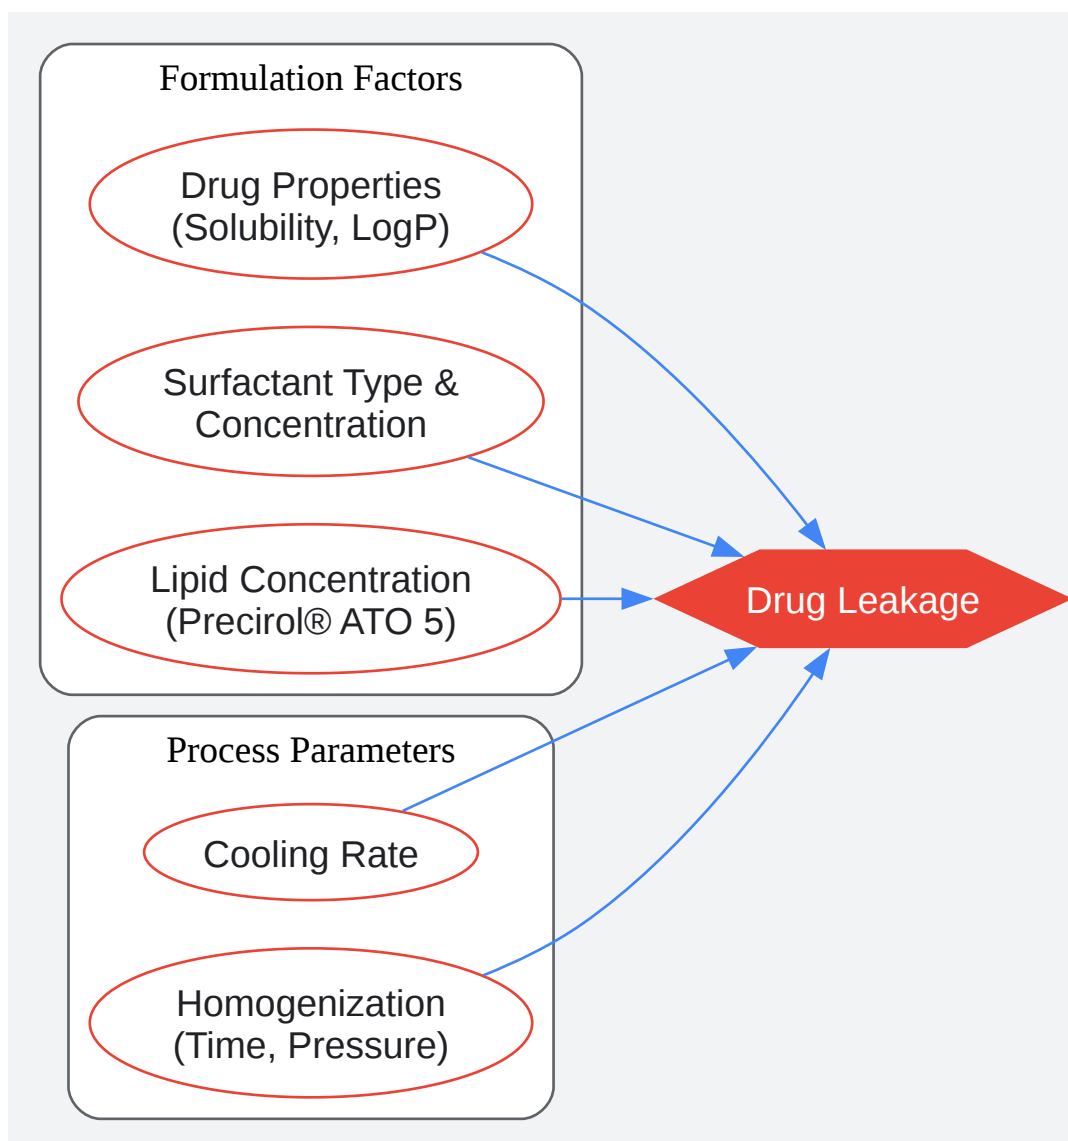 Formulation Factors
Drug Properties
(Solubility, LogP)
Surfactant Type &
Concentration
Lipid Concentration
(Precirol® ATO 5)
Drug Leakage
Process Parameters
Cooling Rate
Homogenization
(Time, Pressure)